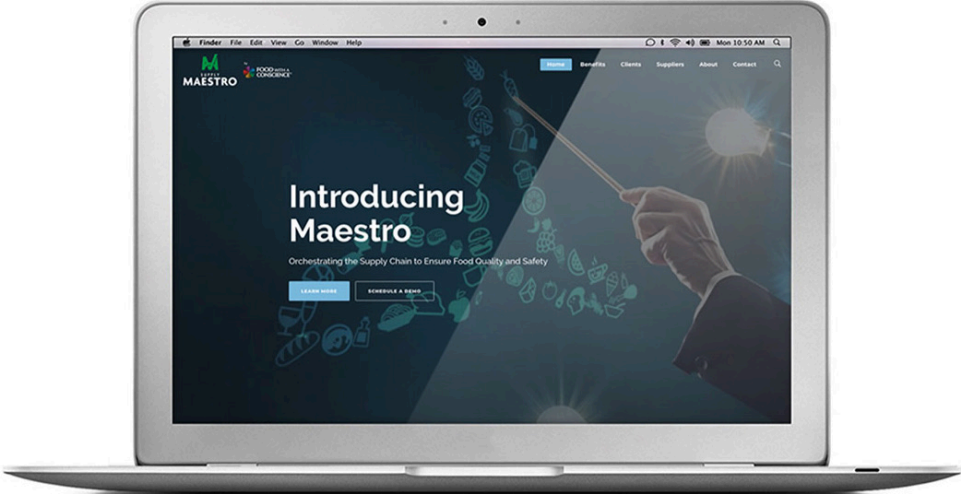 Finder File Edit View Go Window Help
Mon 10:50 AM
SUPPLY
MAESTRO
by
FOOD WITH A
CONSCIENCE
Home Benefits Clients Suppliers About Contact
Introducing
Maestro
Orchestrating the Supply Chain to Ensure Food Quality and Safety
LEARN MORE SCHEDULE A DEMO